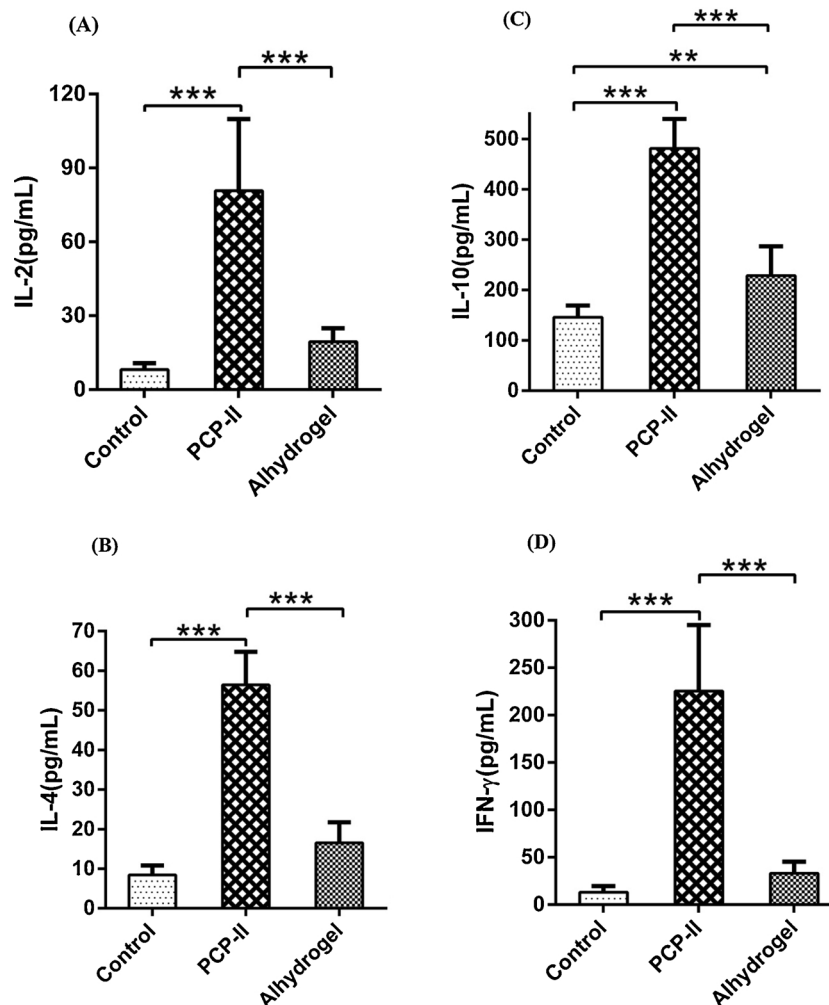 (A)
***
***
120
90
60
30
0
IL-2(pg/mL)
Control
PCP-II
Alhydrogel
(C)
***
**
***
500
400
300
200
100
0
IL-10(pg/mL)
Control
PCP-II
Alhydrogel
(B)
***
***
70
60
50
40
30
20
10
0
IL-4(pg/mL)
Control
PCP-II
Alhydrogel
(D)
***
***
300
250
200
150
100
50
0
IFN-γ(pg/mL)
Control
PCP-II
Alhydrogel